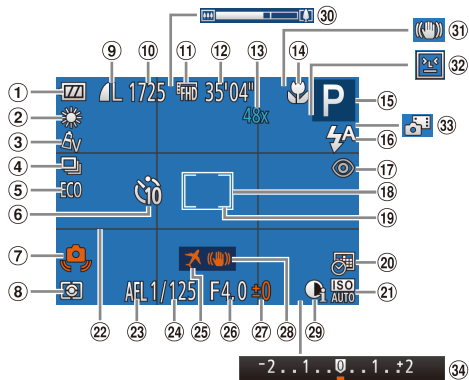 ⑨ ⑩ ⑪ ⑫ ⑬ ⑭ ㉚ ㉛
① L 1725 FHD 35'04" P ⑮ ㉜
② 48x
③ Av ⚡A ⑯ ㉝
④ ⑰
⑤ ECO ⑱
⑥ 10 ⑲
⑦ ⑳
⑧ AEL 1/125 F4.0 ±0 i ISO AUTO ㉑
㉒ ㉓ ㉔ ㉕ ㉖ ㉗ ㉘ ㉙
-2..1..0..1..+2 ㉞